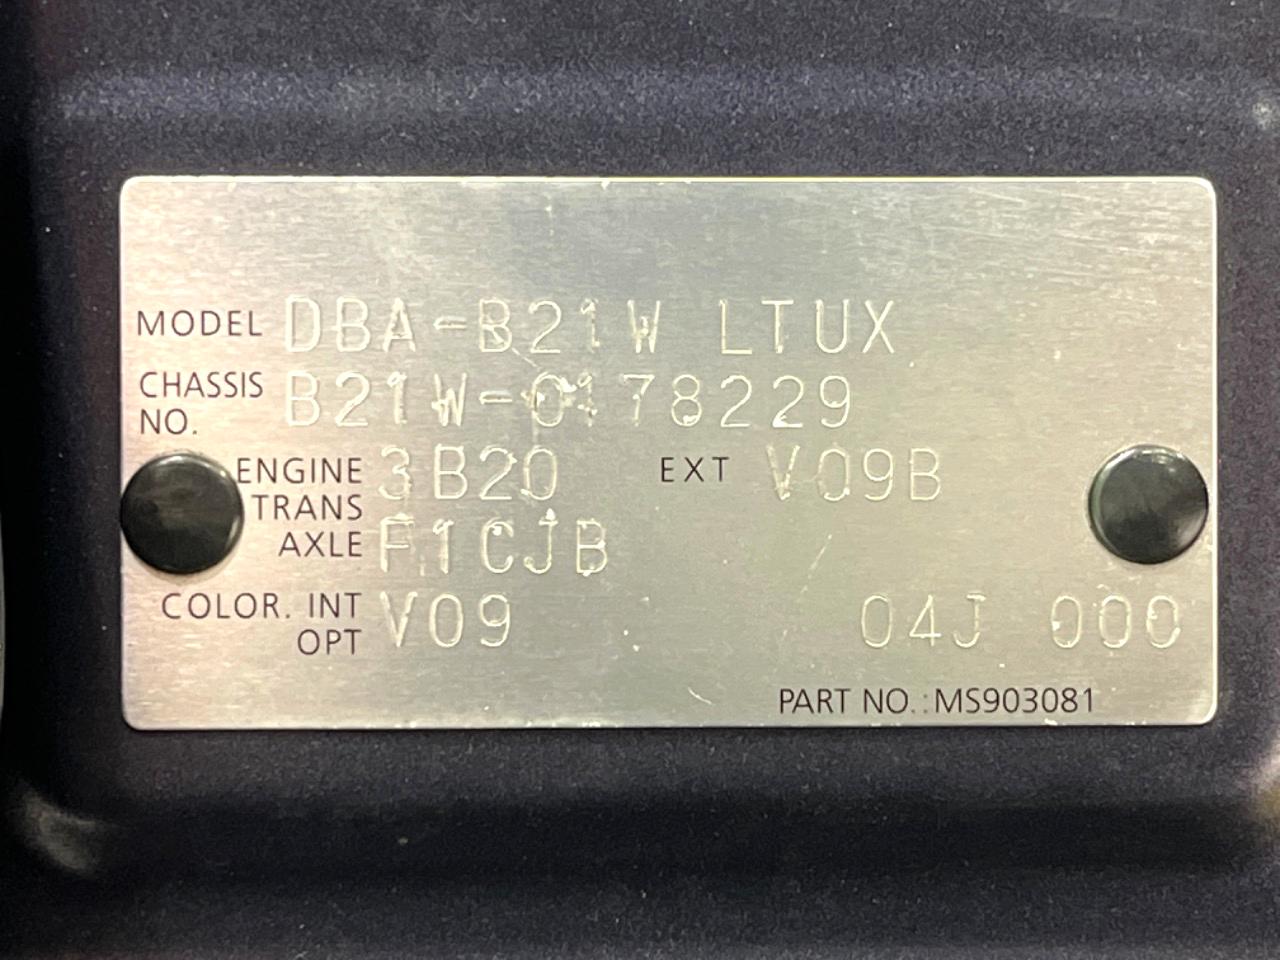 MODEL DBA-B21W LTUX
CHASSIS NO. B21W-0178229
ENGINE 3B20 EXT V09B
TRANS AXLE F1CJB
COLOR. INT OPT V09 04J 000
PART NO.:MS903081